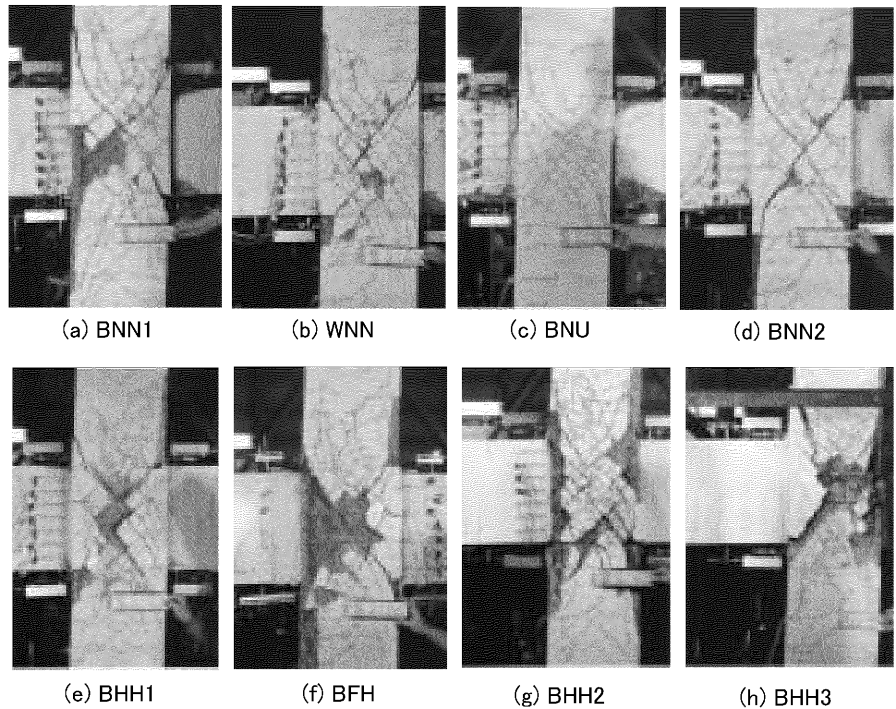 (a) BNN1
(b) WNN
(c) BNU
(d) BNN2
(e) BHH1
(f) BFH
(g) BHH2
(h) BHH3